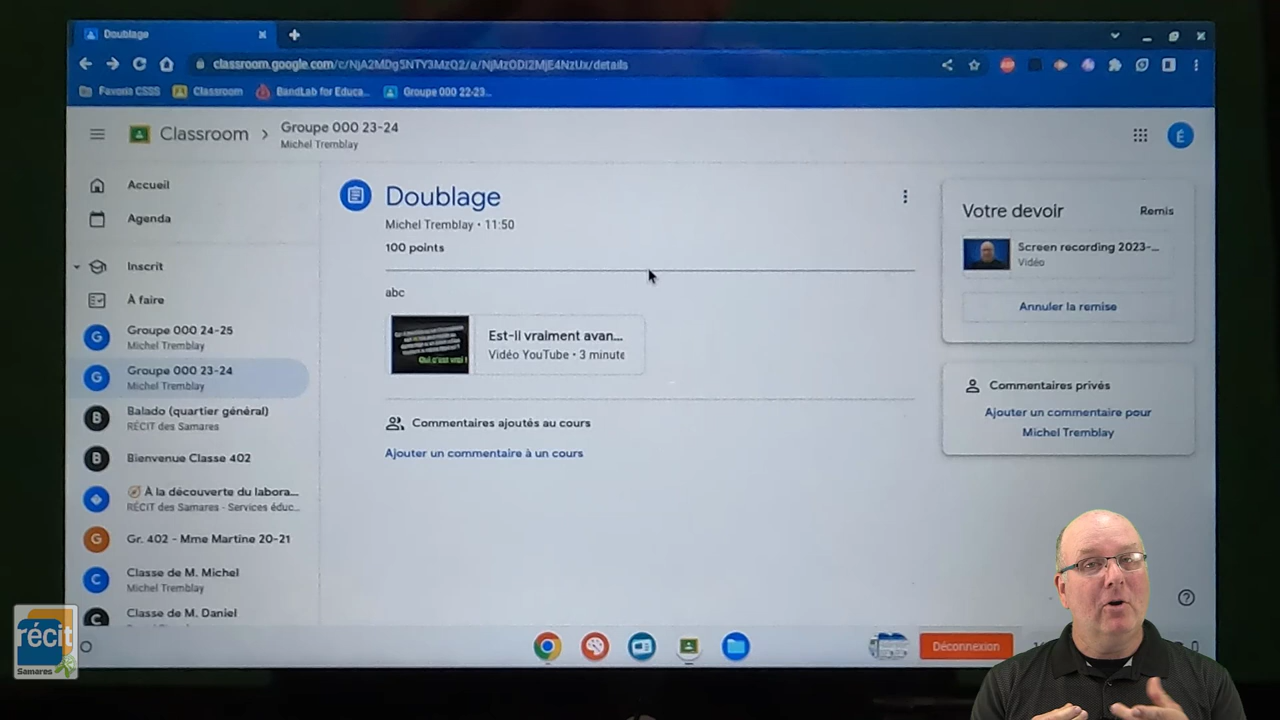 Doublage
classroom.google.com/c/NjA2MDg5NTY3MzQ2/a/NjMzODI2MjE4NzUx/details
Favoris CSSS
Classroom
BandLab for Educa...
Groupe 000 22-23...
Classroom
Groupe 000 23-24
Michel Tremblay
É
Accueil
Agenda
Inscrit
À faire
G
Groupe 000 24-25
Michel Tremblay
G
Groupe 000 23-24
Michel Tremblay
B
Balado (quartier général)
RÉCIT des Samares
B
Bienvenue Classe 402
À la découverte du labora...
RÉCIT des Samares - Services éduc...
G
Gr. 402 - Mme Martine 20-21
C
Classe de M. Michel
Michel Tremblay
C
Classe de M. Daniel
Doublage
Michel Tremblay • 11:50
100 points
abc
Est-il vraiment avan...
Vidéo YouTube • 3 minute
Oui c'est vrai !
Commentaires ajoutés au cours
Ajouter un commentaire à un cours
Votre devoir
Remis
Screen recording 2023-...
Vidéo
Annuler la remise
Commentaires privés
Ajouter un commentaire pour
Michel Tremblay
Déconnexion
récit
Samares